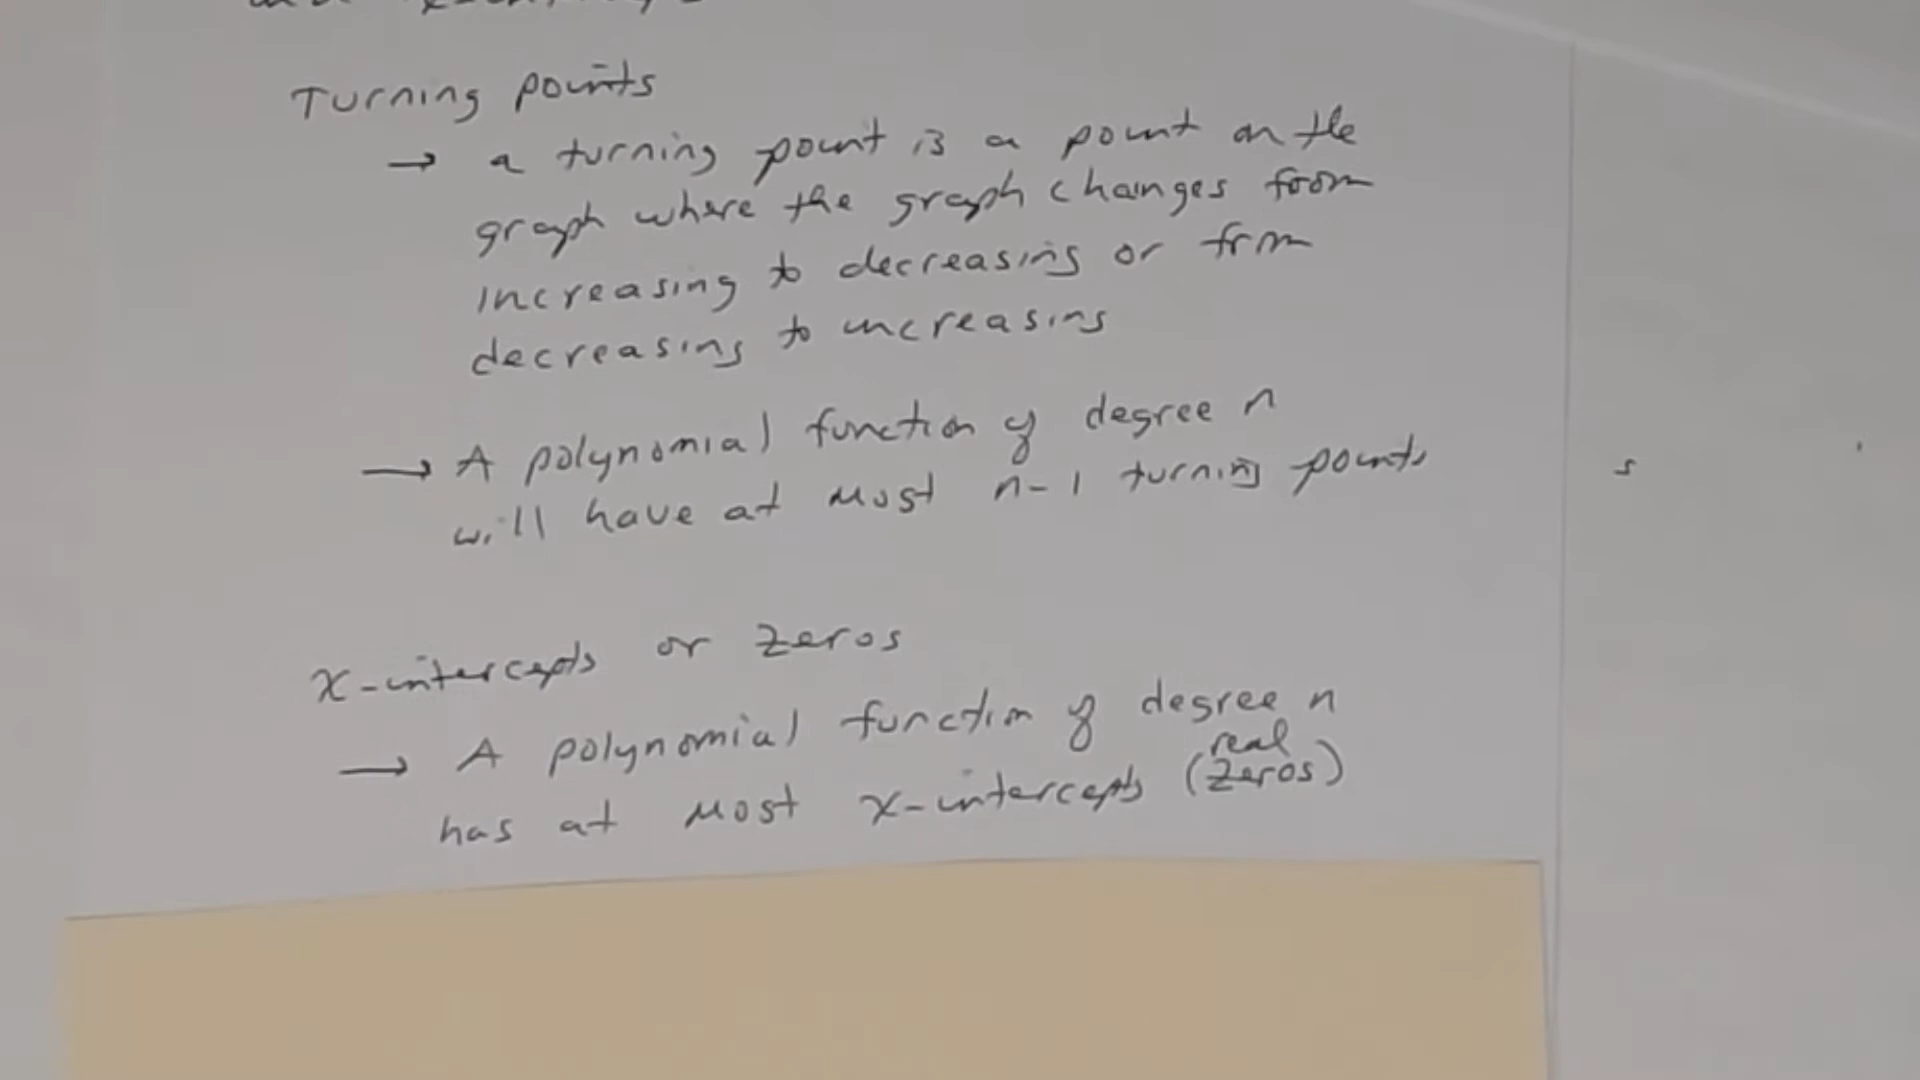 Turning points
→ a turning point is a point on the
graph where the graph changes from
increasing to decreasing or from
decreasing to increasing
→ A polynomial function of degree n
will have at most n-1 turning points
s
x-intercepts or zeros
→ A polynomial function of degree n
real
has at most x-intercepts (zeros)